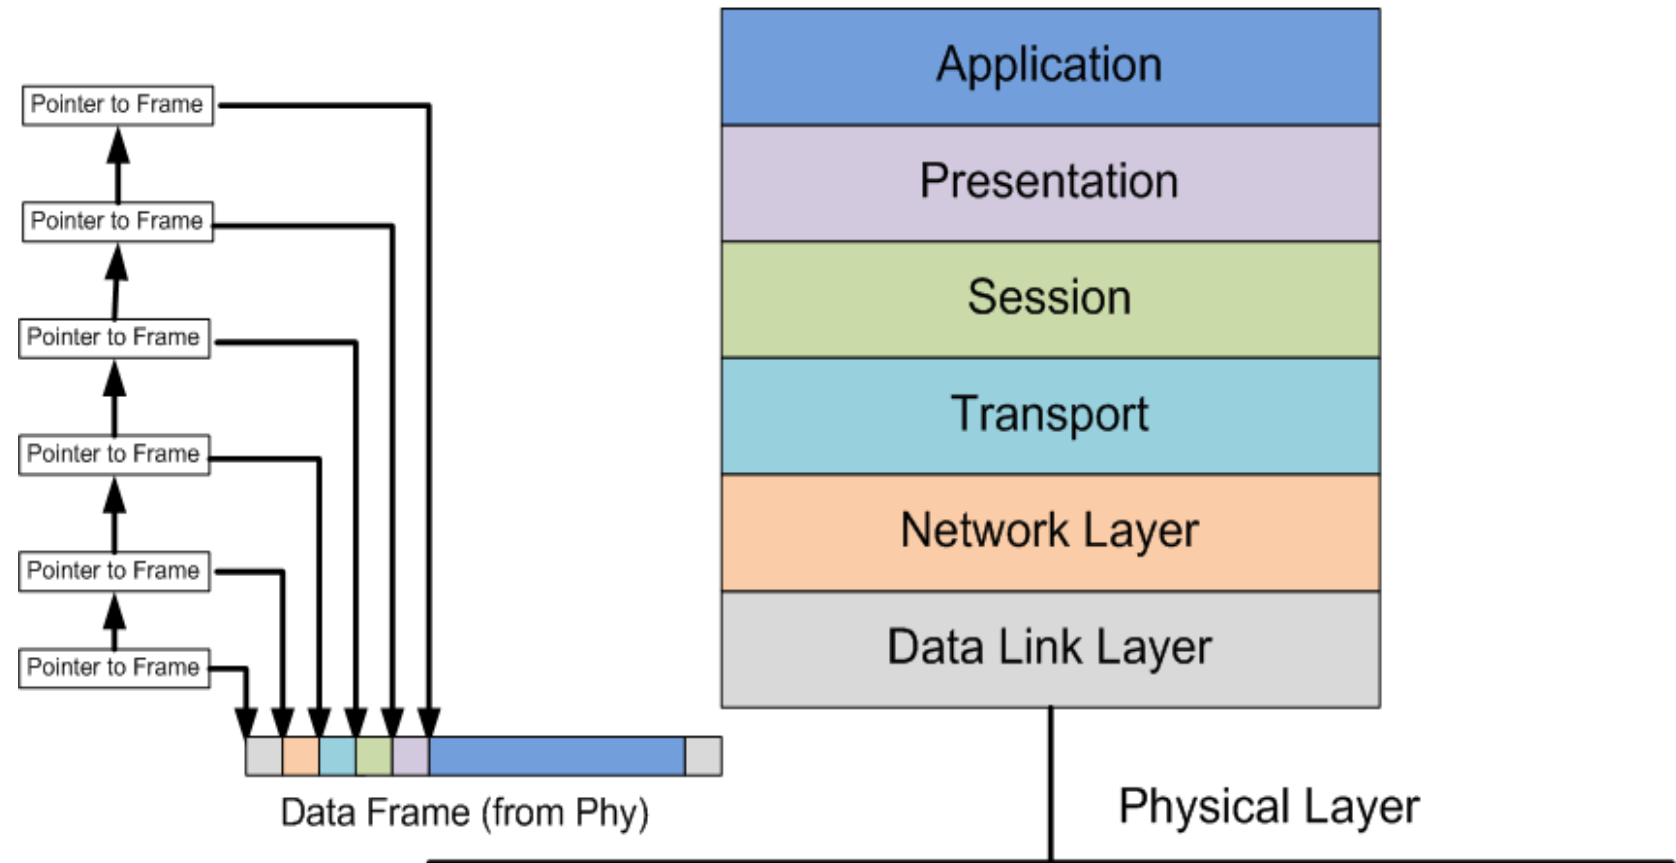 Application
Pointer to Frame
Presentation
Pointer to Frame
Session
Pointer to Frame
Transport
Pointer to Frame
Network Layer
Pointer to Frame
Data Link Layer
Pointer to Frame
Data Frame (from Phy)
Physical Layer